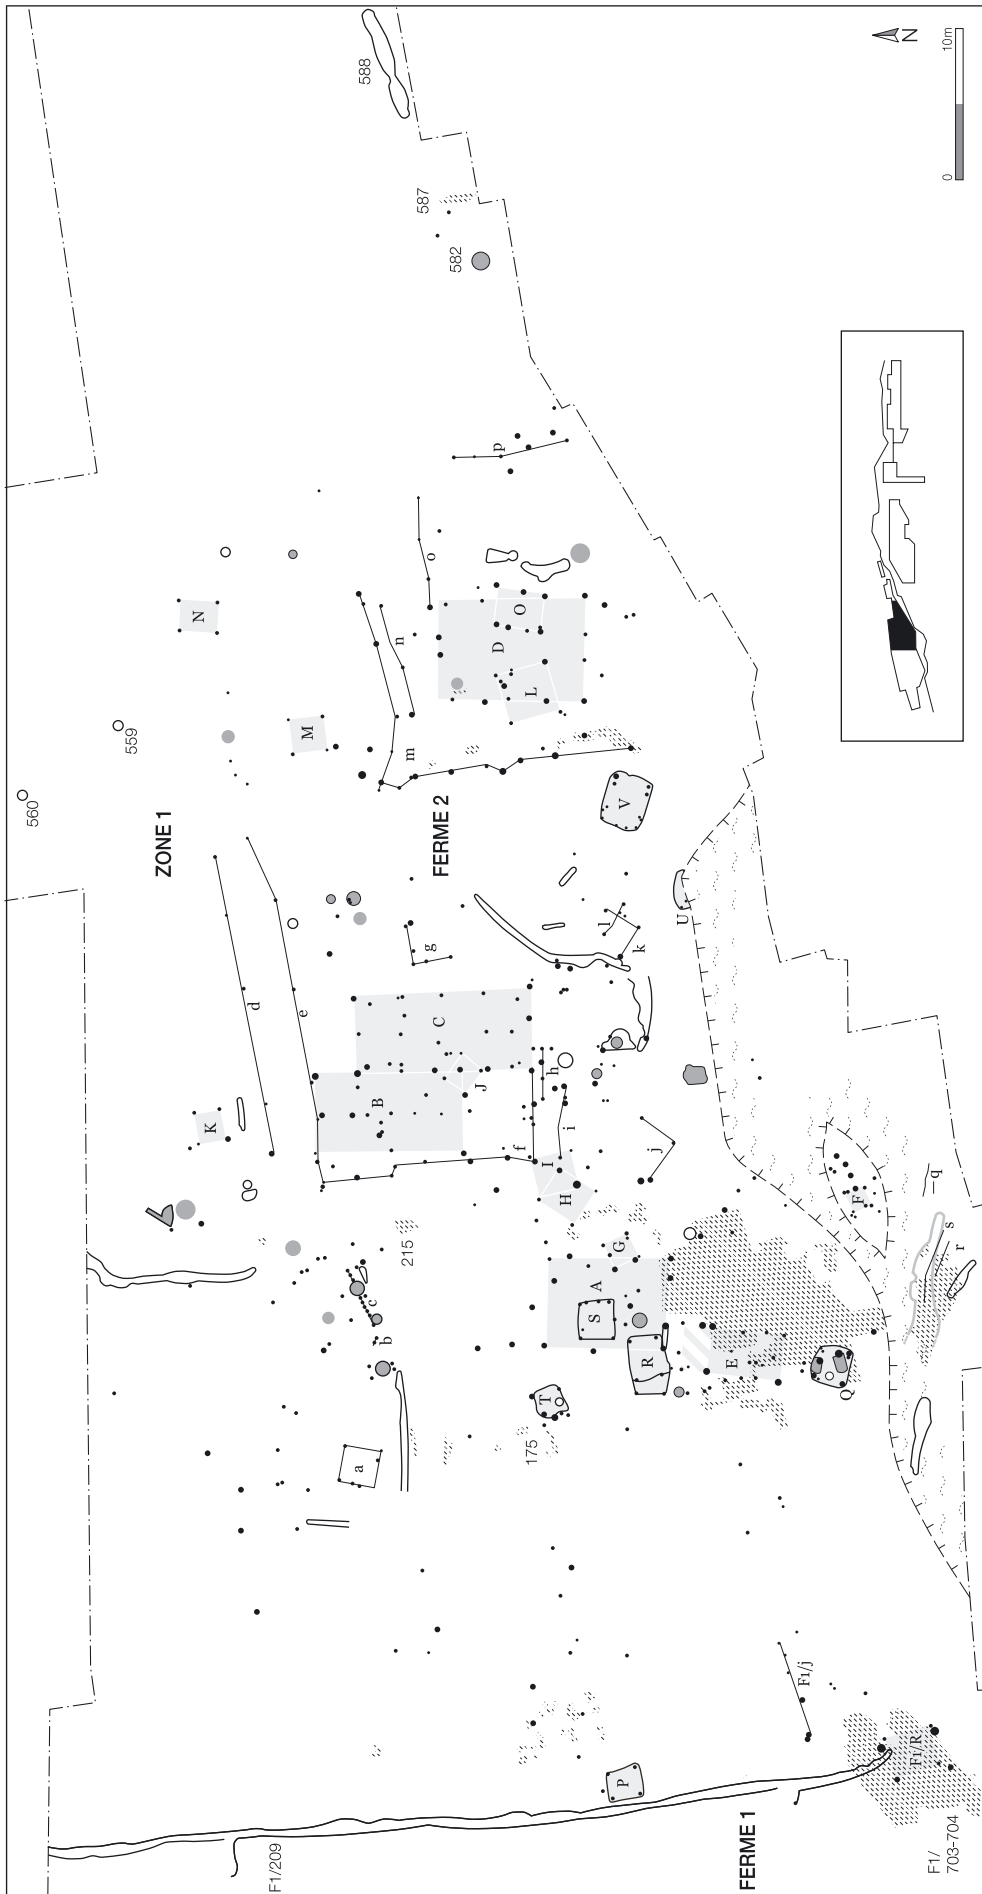 588
587
582
N
10m
0
560
559
ZONE 1
FERME 2
N
M
m
n
o
p
D
O
L
V
d
e
g
C
B
J
K
f
h
i
I
H
j
k
l
U
215
c
b
a
A
G
S
R
E
T
175
Q
F
q
s
r
P
F1/j
F1/R
F1/209
FERME 1
F1/
703-704